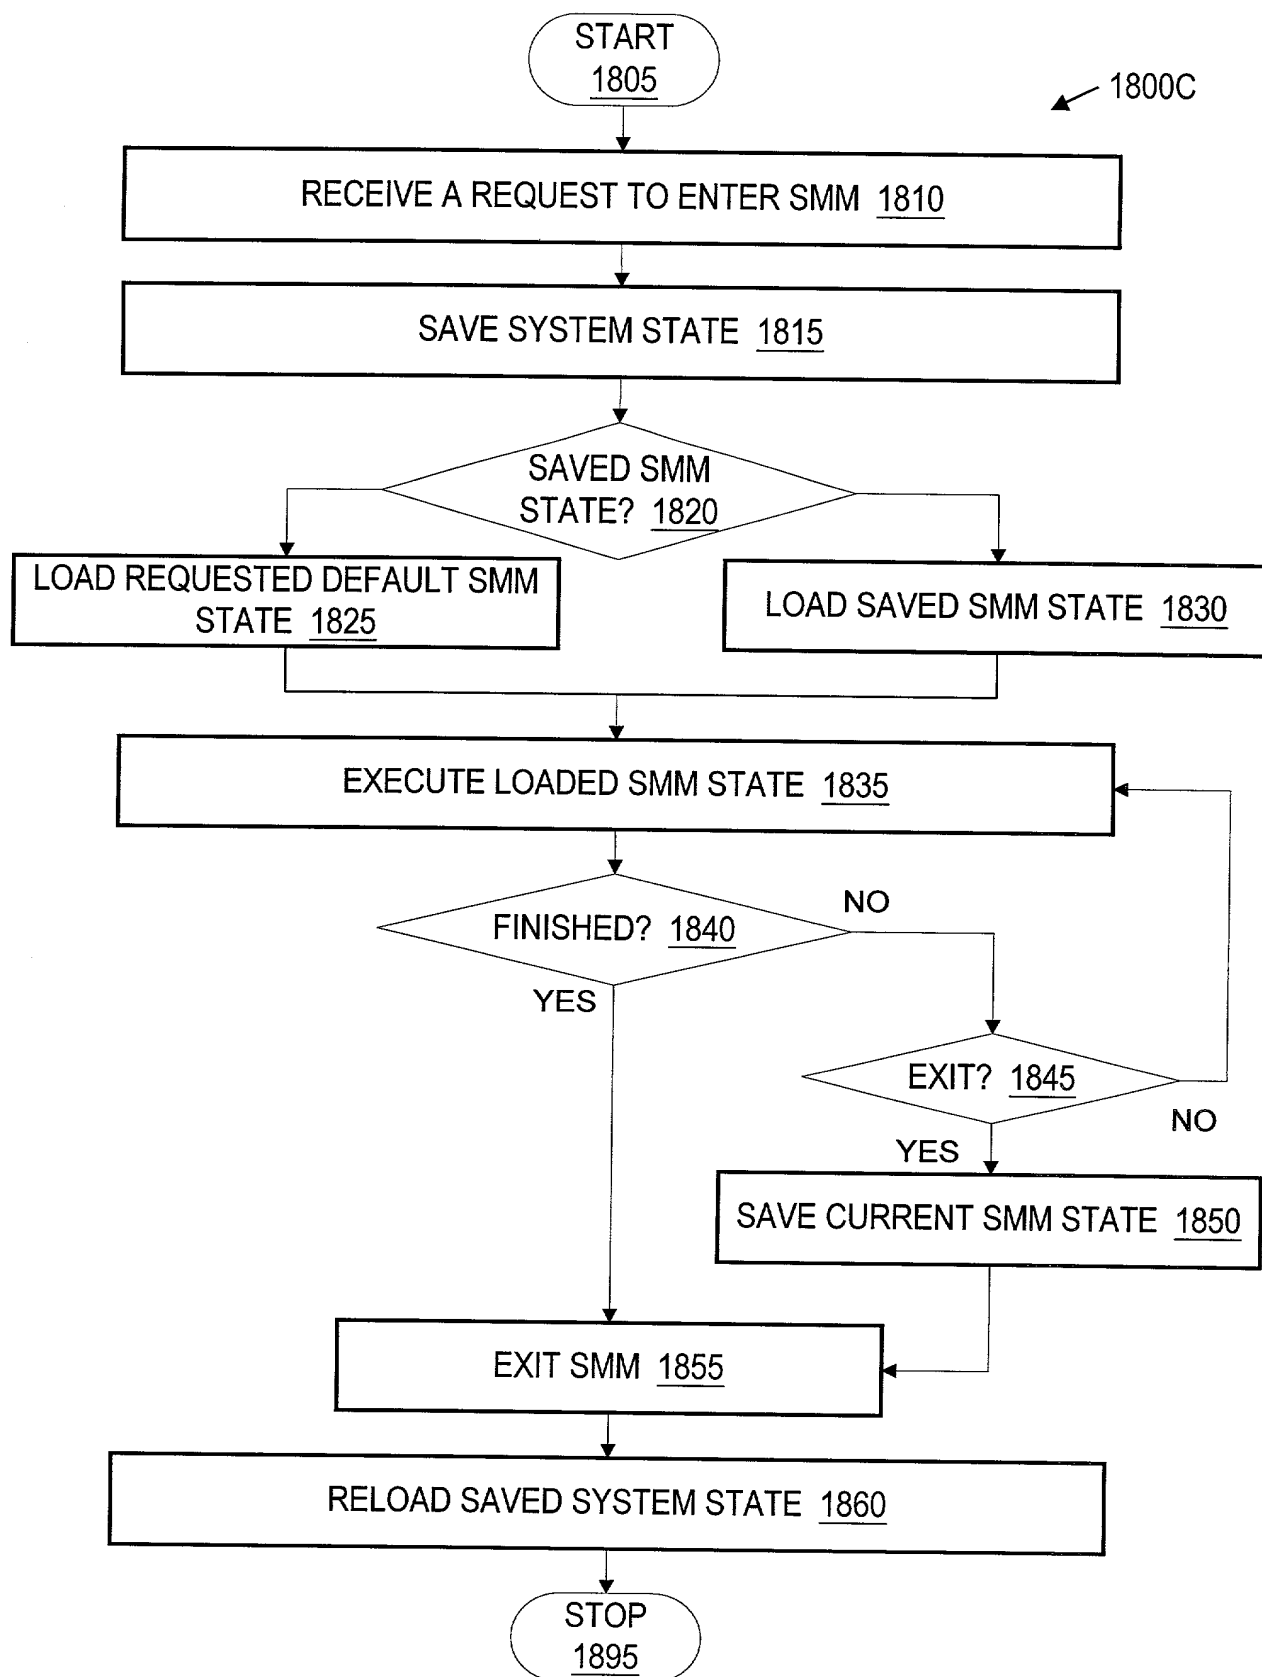 START
1805
1800C
RECEIVE A REQUEST TO ENTER SMM 1810
SAVE SYSTEM STATE 1815
SAVED SMM
STATE? 1820
LOAD REQUESTED DEFAULT SMM
STATE 1825
LOAD SAVED SMM STATE 1830
EXECUTE LOADED SMM STATE 1835
FINISHED? 1840
NO
YES
EXIT? 1845
NO
YES
SAVE CURRENT SMM STATE 1850
EXIT SMM 1855
RELOAD SAVED SYSTEM STATE 1860
STOP
1895